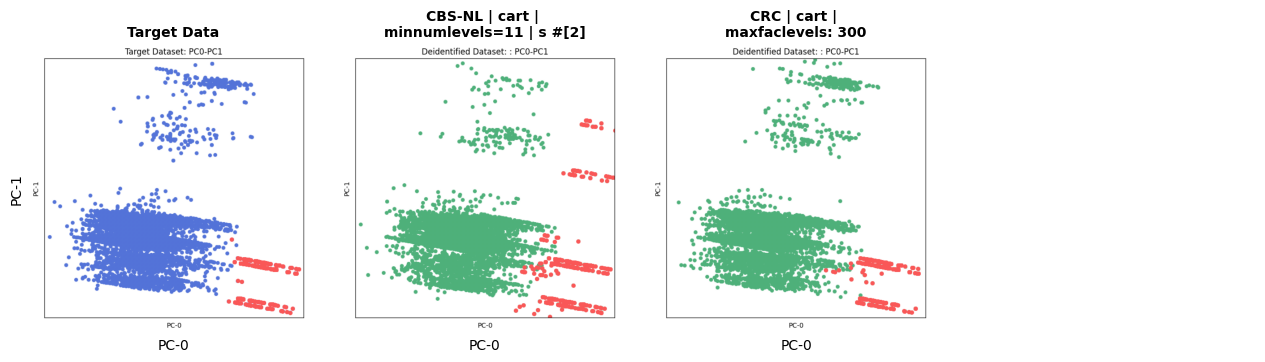 Target Data
Target Dataset: PC0-PC1
PC-1
PC-1
PC-0
PC-0
CBS-NL | cart |
minnumlevels=11 | s #[2]
Deidentified Dataset: : PC0-PC1
PC-1
PC-0
PC-0
CRC | cart |
maxfaclevels: 300
Deidentified Dataset: : PC0-PC1
PC-1
PC-0
PC-0